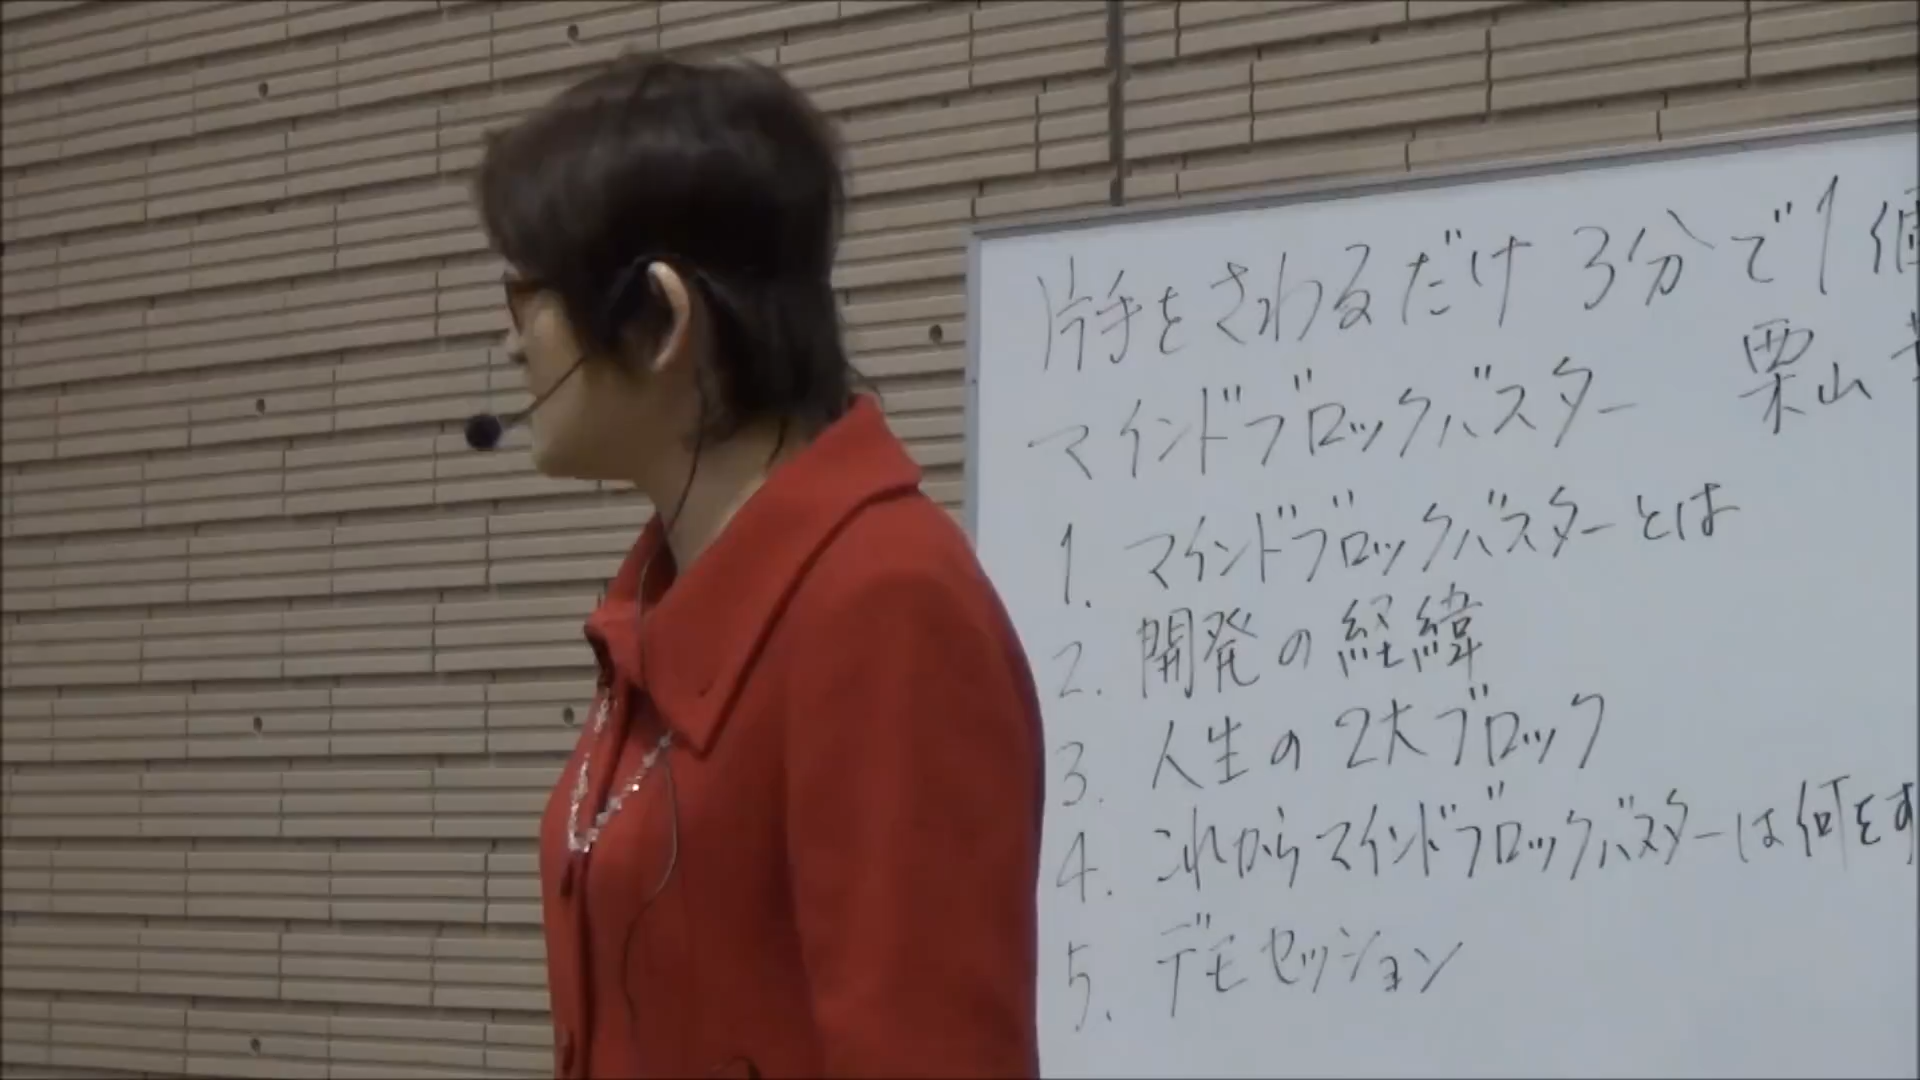 片手をさわるだけ 3分で1個
マインドブロックバスター 栗山
1. マインドブロックバスターとは
2. 開発の経緯
3. 人生の2大ブロック
4. これからマインドブロックバスターは何をす
5. デモセッション